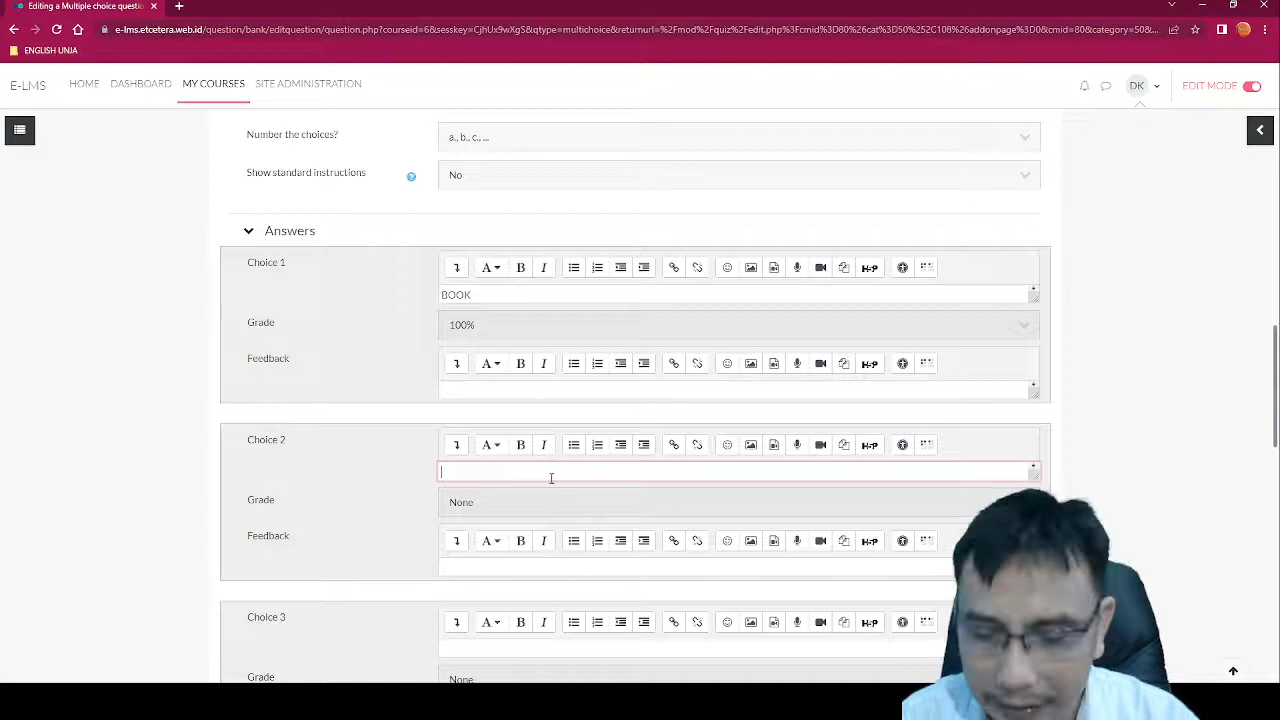 Editing a Multiple choice questio
e-lms.etcetera.web.id/question/bank/editquestion/question.php?courseid=6&sesskey=CjhUx9wXgS&qtype=multichoice&returnurl=%2Fmod%2Fquiz%2Fedit.php%3Fcmid%3D80%26cat%3D50%252C108%26addonpage%3D0&cmid=80&category=50&...
ENGLISH UNJA
E-LMS HOME DASHBOARD MY COURSES SITE ADMINISTRATION DK EDIT MODE
Number the choices? a., b., c., ...
Show standard instructions No
Answers
Choice 1
A B I H-P
BOOK
Grade 100%
Feedback A B I H-P
Choice 2 A B I H-P
Grade None
Feedback A B I H-P
Choice 3 A B I H-P
Grade None